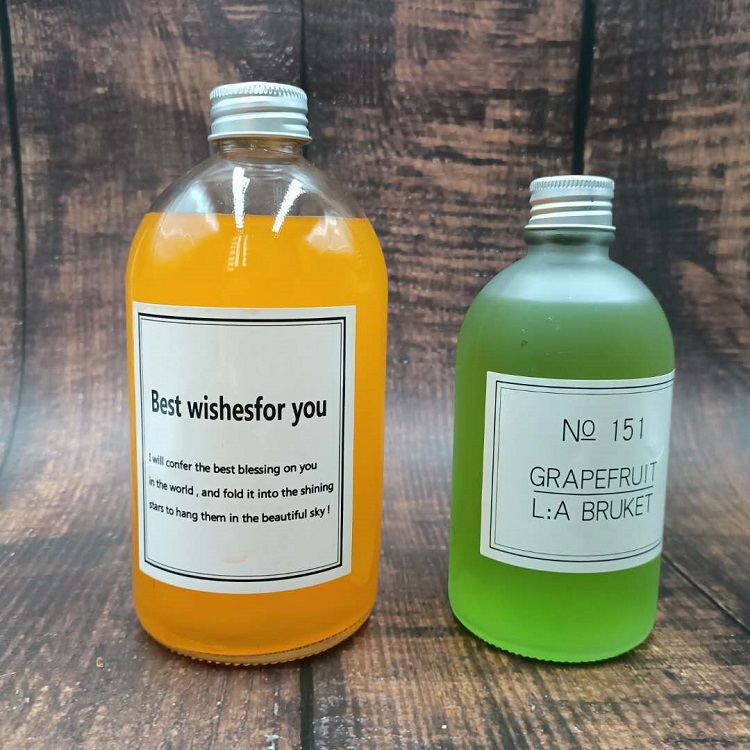 Best wishesfor you
I will confer the best blessing on you
in the world , and fold it into the shining
stars to hang them in the beautiful sky !
Nº 151
GRAPEFRUIT
L:A BRUKET